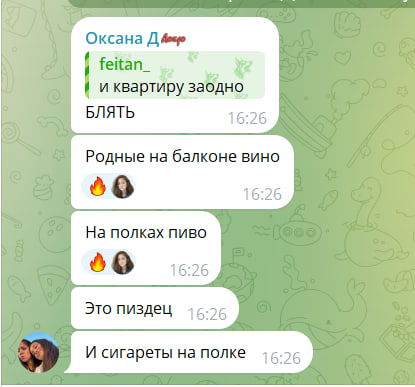 Оксана Д Добро
feitan_
и квартиру заодно
БЛЯТЬ 16:26
Родные на балконе вино
16:26
На полках пиво
16:26
Это пиздец 16:26
И сигареты на полке 16:26